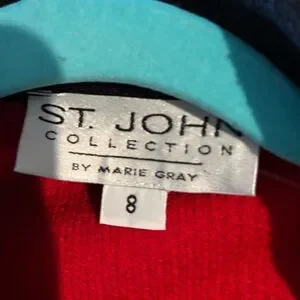 ST. JOHN
COLLECTION
BY MARIE GRAY
8